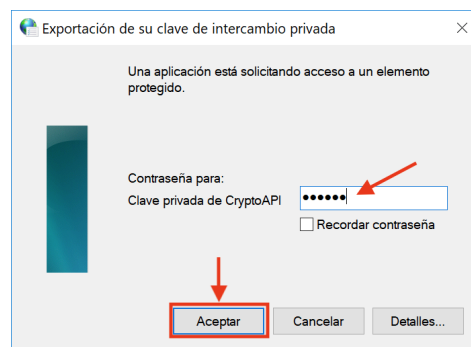 Exportación de su clave de intercambio privada
Una aplicación está solicitando acceso a un elemento
protegido.
Contraseña para:
Clave privada de CryptoAPI
••••••
Recordar contraseña
Aceptar
Cancelar
Detalles...